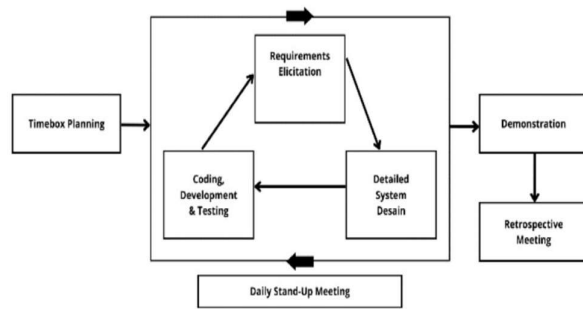 Requirements
Elicitation
Timebox Planning
Demonstration
Coding,
Development
& Testing
Detailed
System
Desain
Retrospective
Meeting
Daily Stand-Up Meeting